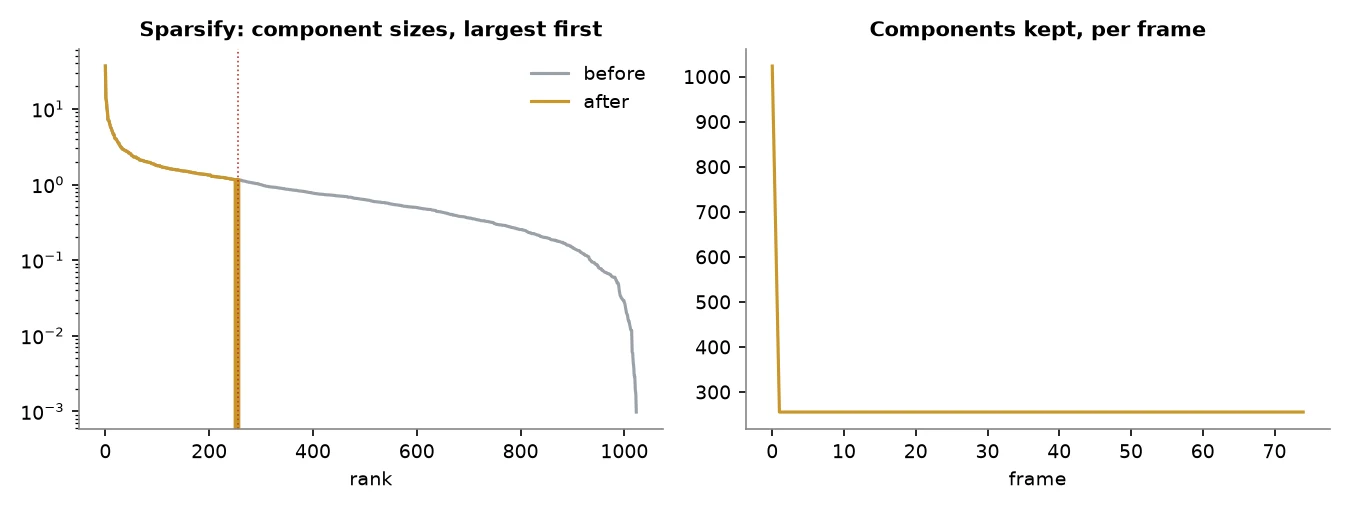 Sparsify: component sizes, largest first
before
after
10¹
10⁰
10⁻¹
10⁻²
10⁻³
0 200 400 600 800 1000
rank
Components kept, per frame
1000
900
800
700
600
500
400
300
0 10 20 30 40 50 60 70
frame